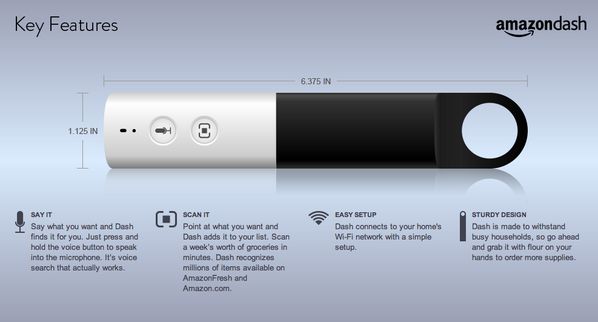 Key Features
amazondash
6.375 IN
1.125 IN
SAY IT
Say what you want and Dash
finds it for you. Just press and
hold the voice button to speak
into the microphone. It's voice
search that actually works.
SCAN IT
Point at what you want and
Dash adds it to your list. Scan
a week's worth of groceries in
minutes. Dash recognizes
millions of items available on
AmazonFresh and
Amazon.com.
EASY SETUP
Dash connects to your home's
Wi-Fi network with a simple
setup.
STURDY DESIGN
Dash is made to withstand
busy households, so go ahead
and grab it with flour on your
hands to order more supplies.